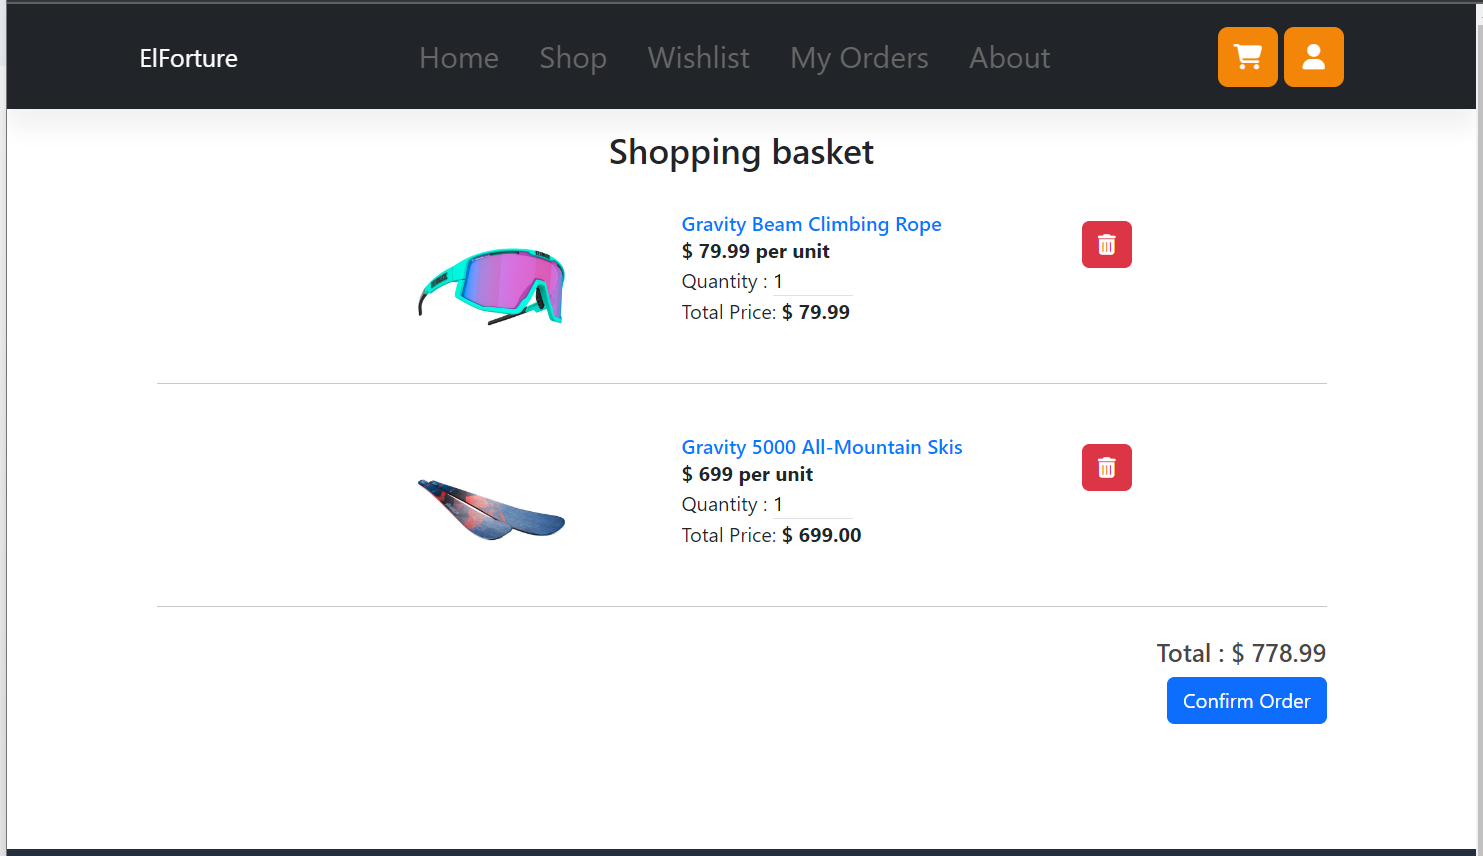 ElForture
Home Shop Wishlist My Orders About
Shopping basket
Gravity Beam Climbing Rope
$ 79.99 per unit
Quantity : 1
Total Price: $ 79.99
Gravity 5000 All-Mountain Skis
$ 699 per unit
Quantity : 1
Total Price: $ 699.00
Total : $ 778.99
Confirm Order